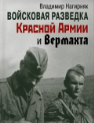 Владимир Нагирняк
ВОЙСКОВАЯ РАЗВЕДКА
КРАСНОЙ АРМИИ
И ВЕРМАХТА